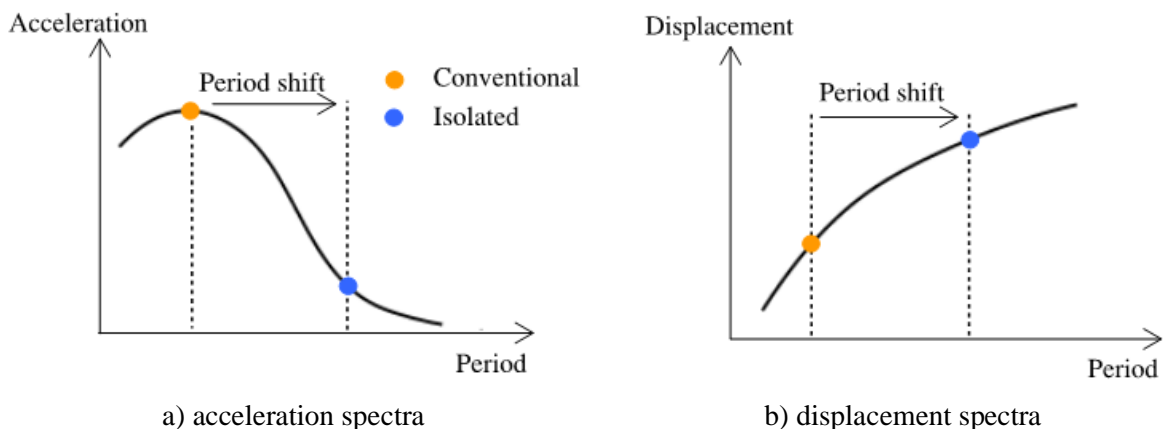 Acceleration
Period shift
Conventional
Isolated
Period
a) acceleration spectra
Displacement
Period shift
Period
b) displacement spectra